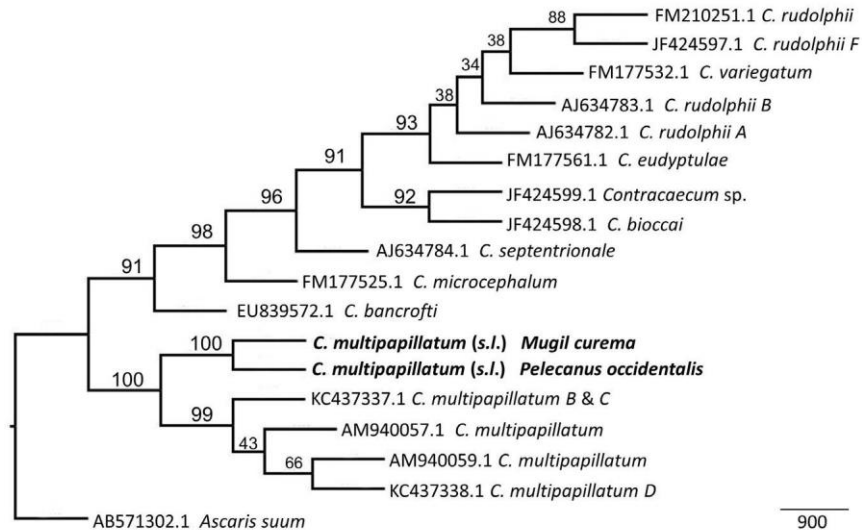 88 FM210251.1 C. rudolphii
38 JF424597.1 C. rudolphii F
34 FM177532.1 C. variegatum
38 AJ634783.1 C. rudolphii B
93 AJ634782.1 C. rudolphii A
91 FM177561.1 C. eudyptulae
96 92 JF424599.1 Contracaecum sp.
98 JF424598.1 C. bioccai
91 AJ634784.1 C. septentrionale
FM177525.1 C. microcephalum
EU839572.1 C. bancrofti
100 C. multipapillatum (s.l.) Mugil curema
100 C. multipapillatum (s.l.) Pelecanus occidentalis
99 KC437337.1 C. multipapillatum B & C
43 AM940057.1 C. multipapillatum
66 AM940059.1 C. multipapillatum
KC437338.1 C. multipapillatum D
AB571302.1 Ascaris suum
900